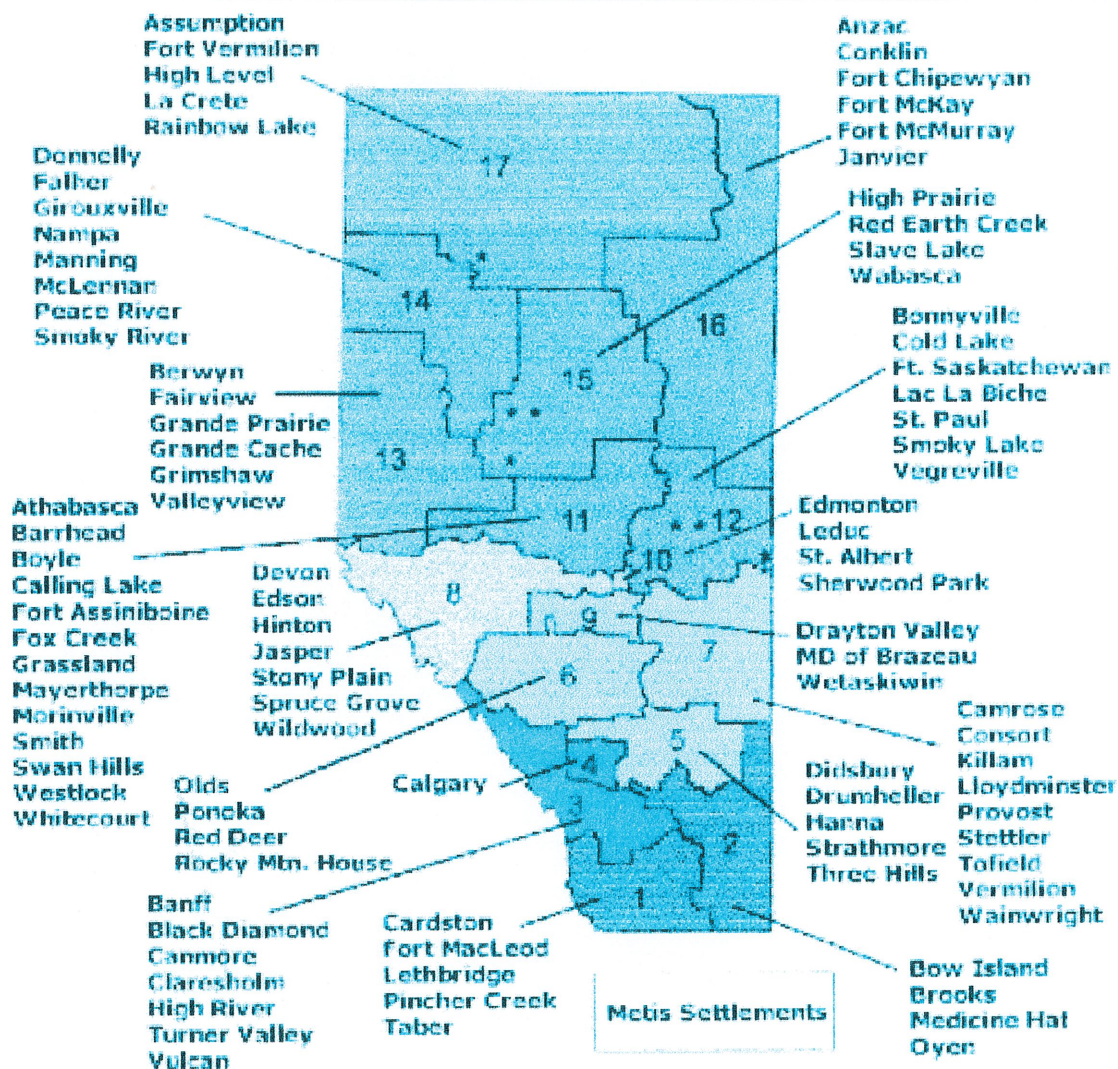 Assumption
Fort Vermilion
High Level
La Crete
Rainbow Lake
Anzac
Conklin
Fort Chipewyan
Fort McKay
Fort McMurray
Janvier
Donnelly
Falher
Girouxville
Nampa
Manning
McLennan
Peace River
Smoky River
High Prairie
Red Earth Creek
Slave Lake
Wabasca
Bonnyville
Cold Lake
Ft. Saskatchewan
Lac La Biche
St. Paul
Smoky Lake
Vegreville
Berwyn
Fairview
Grande Prairie
Grande Cache
Grimshaw
Valleyview
Athabasca
Barrhead
Boyle
Calling Lake
Fort Assiniboine
Fox Creek
Grassland
Mayerthorpe
Morinville
Smith
Swan Hills
Westlock
Whitecourt
Edmonton
Leduc
St. Albert
Sherwood Park
Devon
Edson
Hinton
Jasper
Stony Plain
Spruce Grove
Wildwood
Drayton Valley
MD of Brazeau
Wetaskiwin
Camrose
Consort
Killam
Lloydminster
Provost
Stettler
Tofield
Vermilion
Wainwright
Olds
Ponoka
Red Deer
Rocky Mtn. House
Calgary
Didsbury
Drumheller
Hanna
Strathmore
Three Hills
Banff
Black Diamond
Canmore
Claresholm
High River
Turner Valley
Vulcan
Cardston
Fort MacLeod
Lethbridge
Pincher Creek
Taber
Bow Island
Brooks
Medicine Hat
Oyen
Metis Settlements
17
14
16
15
13
11
12
10
8
9
7
6
5
4
3
2
1